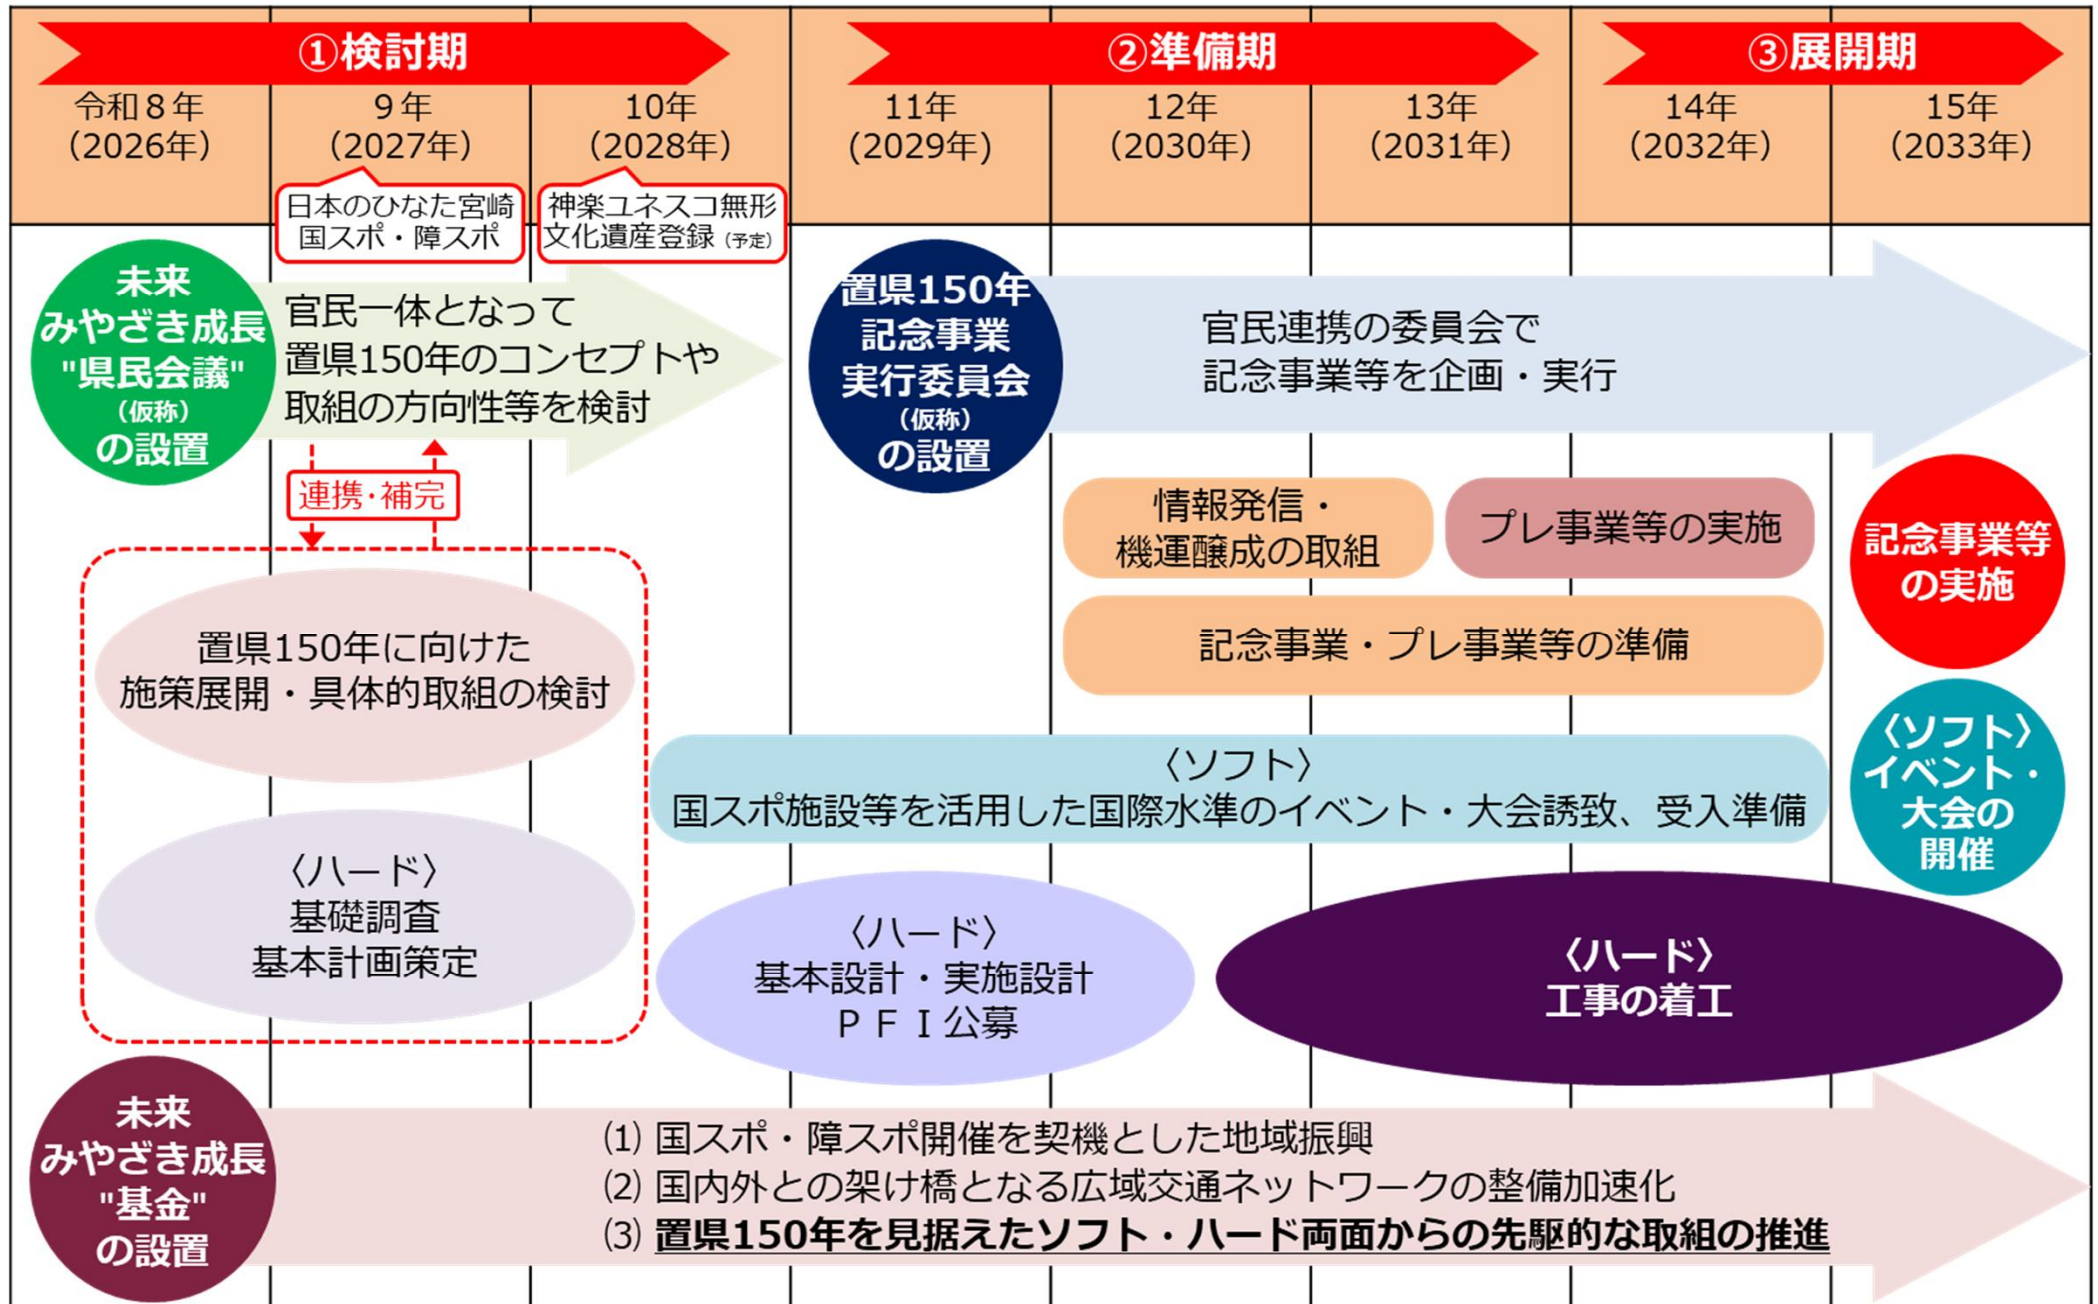 ①検討期
②準備期
③展開期
令和８年
（2026年）
９年
（2027年）
10年
（2028年）
11年
（2029年）
12年
（2030年）
13年
（2031年）
14年
（2032年）
15年
（2033年）
日本のひなた宮崎
国スポ・障スポ
神楽ユネスコ無形
文化遺産登録（予定）
未来
みやざき成長
"県民会議"
（仮称）
の設置
官民一体となって
置県150年のコンセプトや
取組の方向性等を検討
置県150年
記念事業
実行委員会
（仮称）
の設置
官民連携の委員会で
記念事業等を企画・実行
連携・補完
情報発信・
機運醸成の取組
プレ事業等の実施
記念事業等
の実施
置県150年に向けた
施策展開・具体的取組の検討
記念事業・プレ事業等の準備
〈ソフト〉
国スポ施設等を活用した国際水準のイベント・大会誘致、受入準備
〈ソフト〉
イベント・
大会の
開催
〈ハード〉
基礎調査
基本計画策定
〈ハード〉
基本設計・実施設計
ＰＦＩ公募
〈ハード〉
工事の着工
未来
みやざき成長
"基金"
の設置
⑴ 国スポ・障スポ開催を契機とした地域振興
⑵ 国内外との架け橋となる広域交通ネットワークの整備加速化
⑶ 置県150年を見据えたソフト・ハード両面からの先駆的な取組の推進